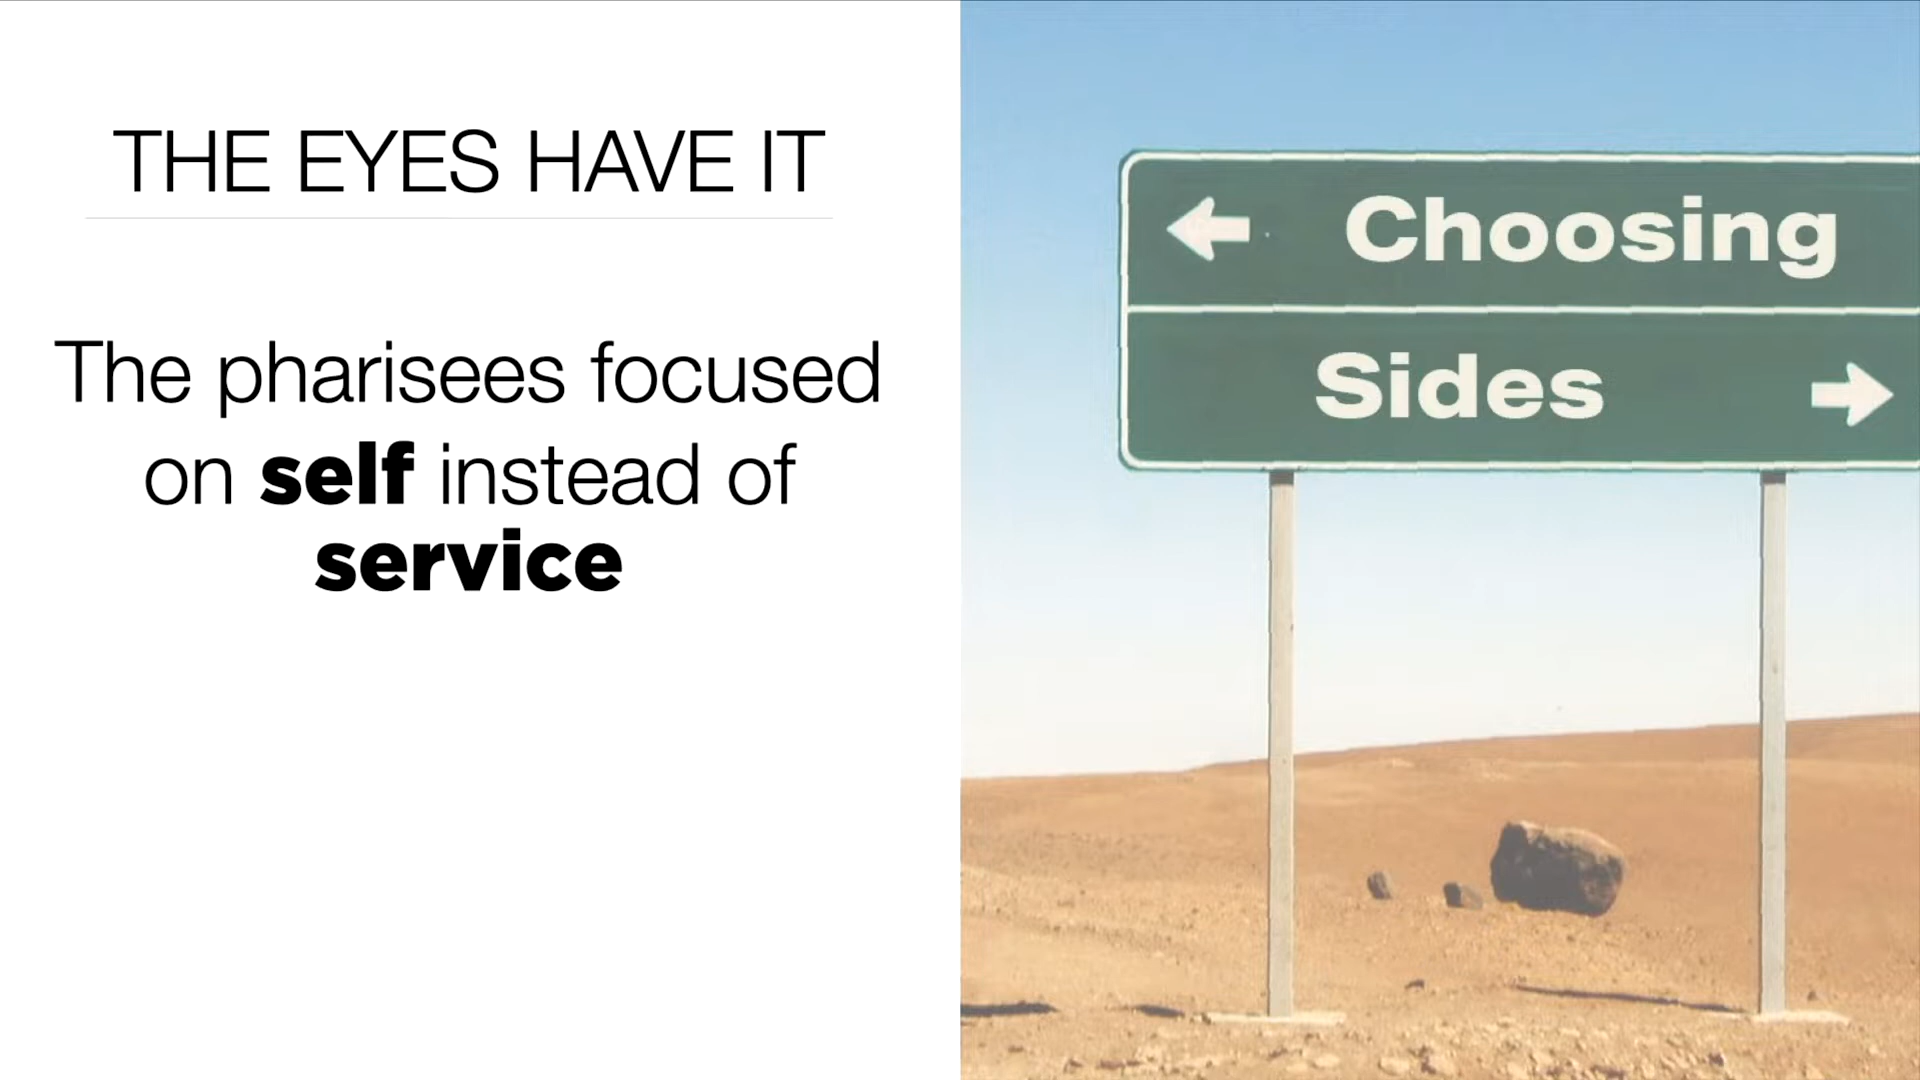 THE EYES HAVE IT
The pharisees focused
on self instead of
service
Choosing
Sides